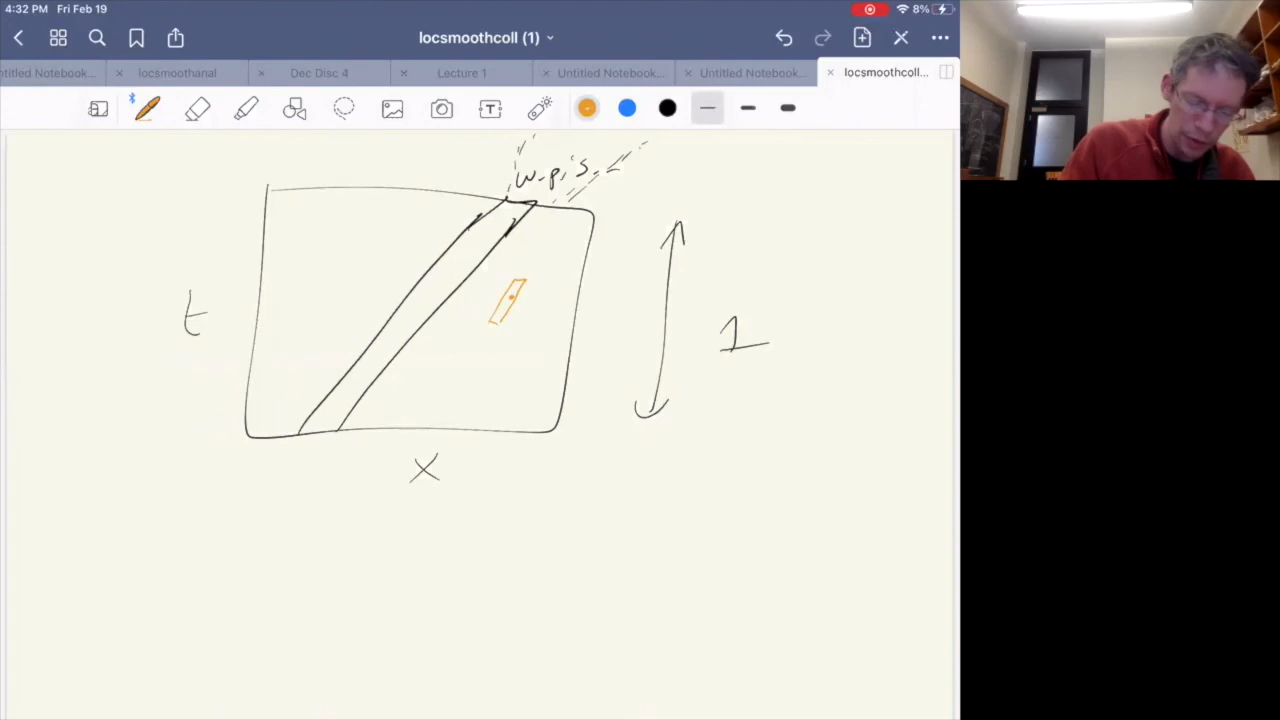 4:32 PM Fri Feb 19
8%
locsmoothcoll (1)
ntitled Notebook...
locsmoothanal
Dec Disc 4
Lecture 1
Untitled Notebook...
Untitled Notebook...
locsmoothcoll...
T
w.p.'s
t
1
x